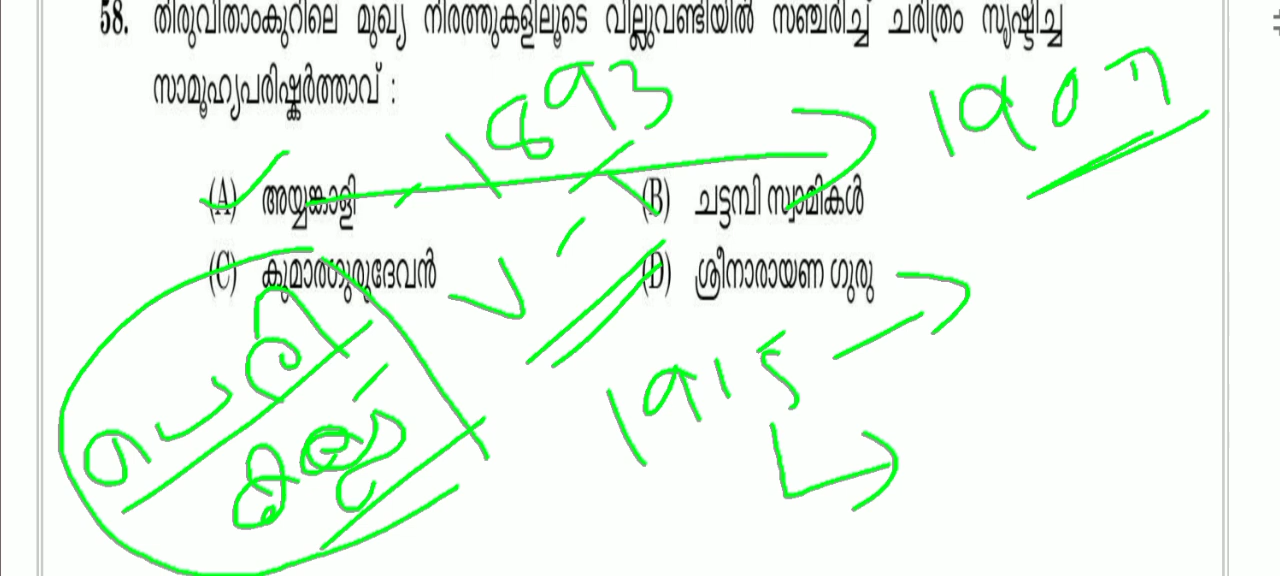 58. തിരുവിതാംകൂറിലെ മുഖ്യ നിരത്തുകളിലൂടെ വില്ലുവണ്ടിയിൽ സഞ്ചരിച്ച് ചരിത്രം സൃഷ്ടിച്ച
സാമൂഹ്യപരിഷ്കർത്താവ് :
1893
1907
(A) അയ്യങ്കാളി (B) ചട്ടമ്പി സ്വാമികൾ
(C) കുമാരഗുരുദേവൻ (D) ശ്രീനാരായണ ഗുരു
1915